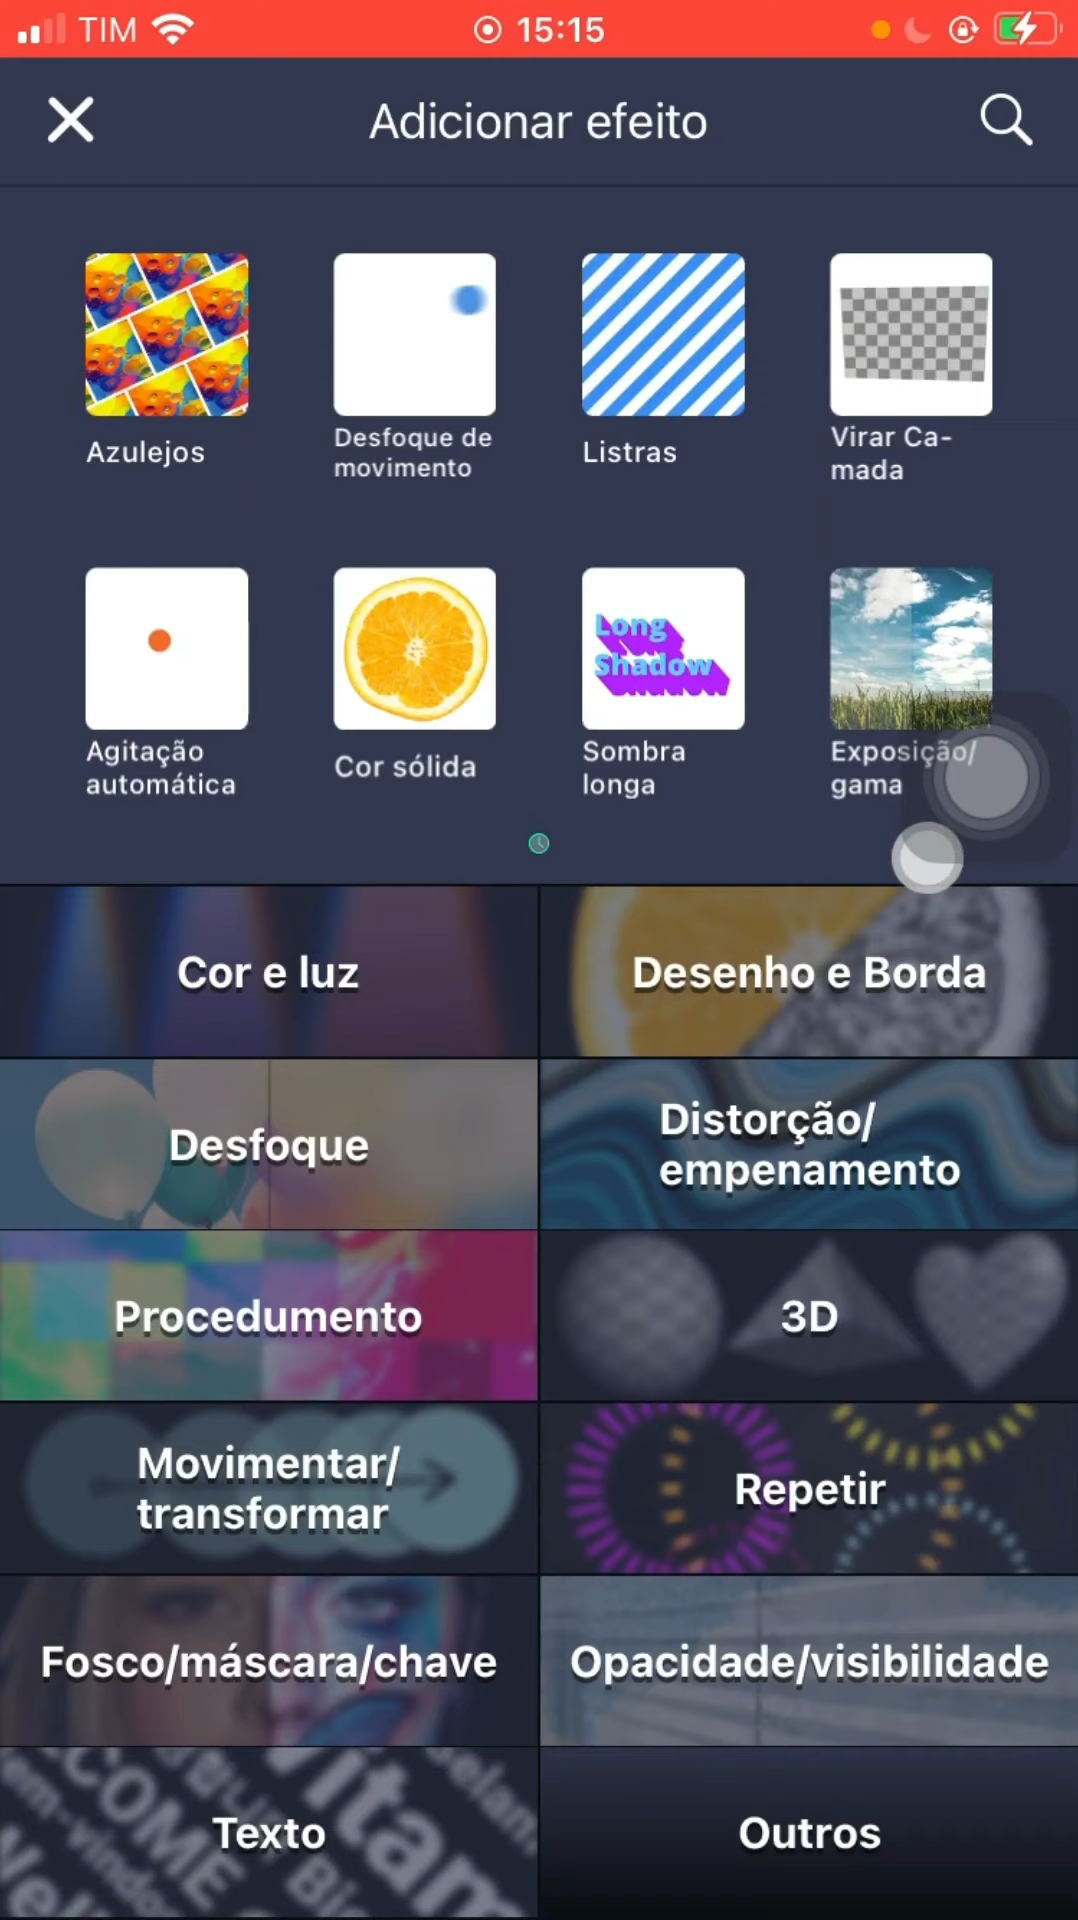 TIM 15:15
Adicionar efeito
Azulejos
Desfoque de
movimento
Listras
Virar Ca-
mada
Long
Shadow
Agitação
automática
Cor sólida
Sombra
longa
Exposição/
gama
Cor e luz
Desenho e Borda
Desfoque
Distorção/
empenamento
Procedumento
3D
Movimentar/
transformar
Repetir
Fosco/máscara/chave
Opacidade/visibilidade
Texto
Outros